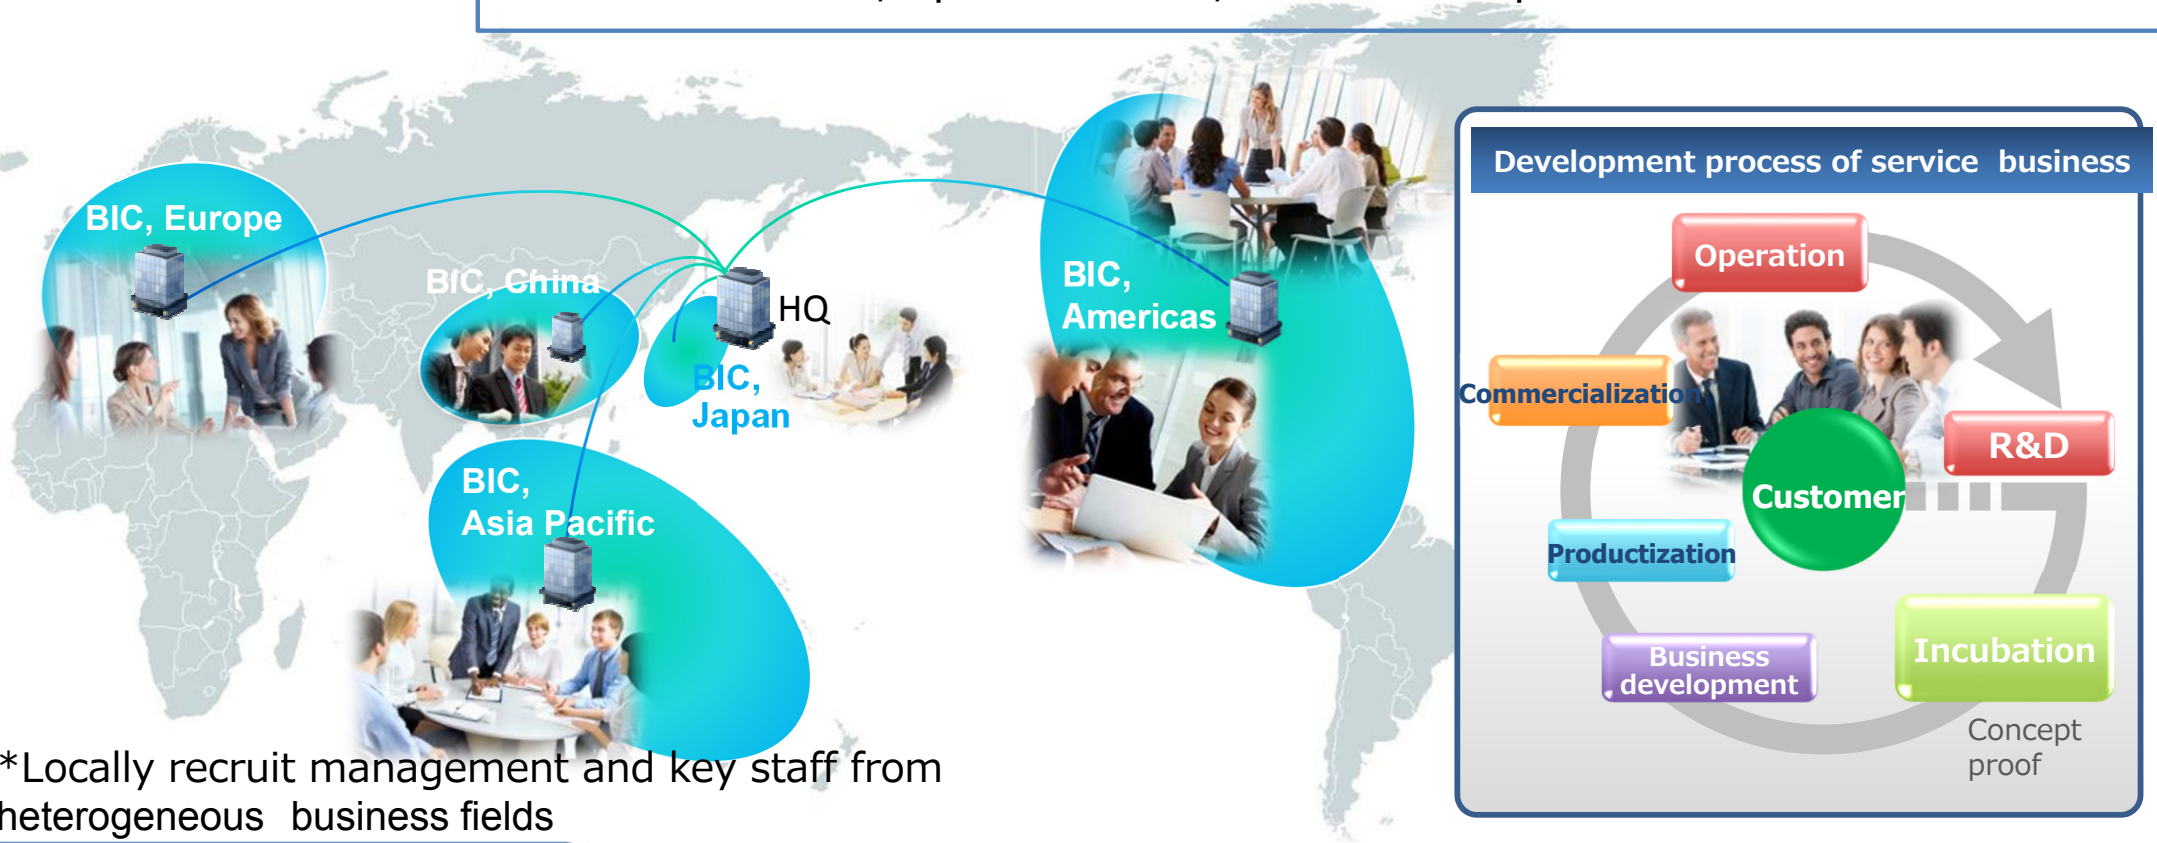 BIC, Europe
BIC, China
HQ
BIC,
Japan
BIC,
Americas
BIC,
Asia Pacific
*Locally recruit management and key staff from
heterogeneous business fields
Development process of service business
Operation
Commercialization
R&D
Customer
Productization
Business
development
Incubation
Concept
proof